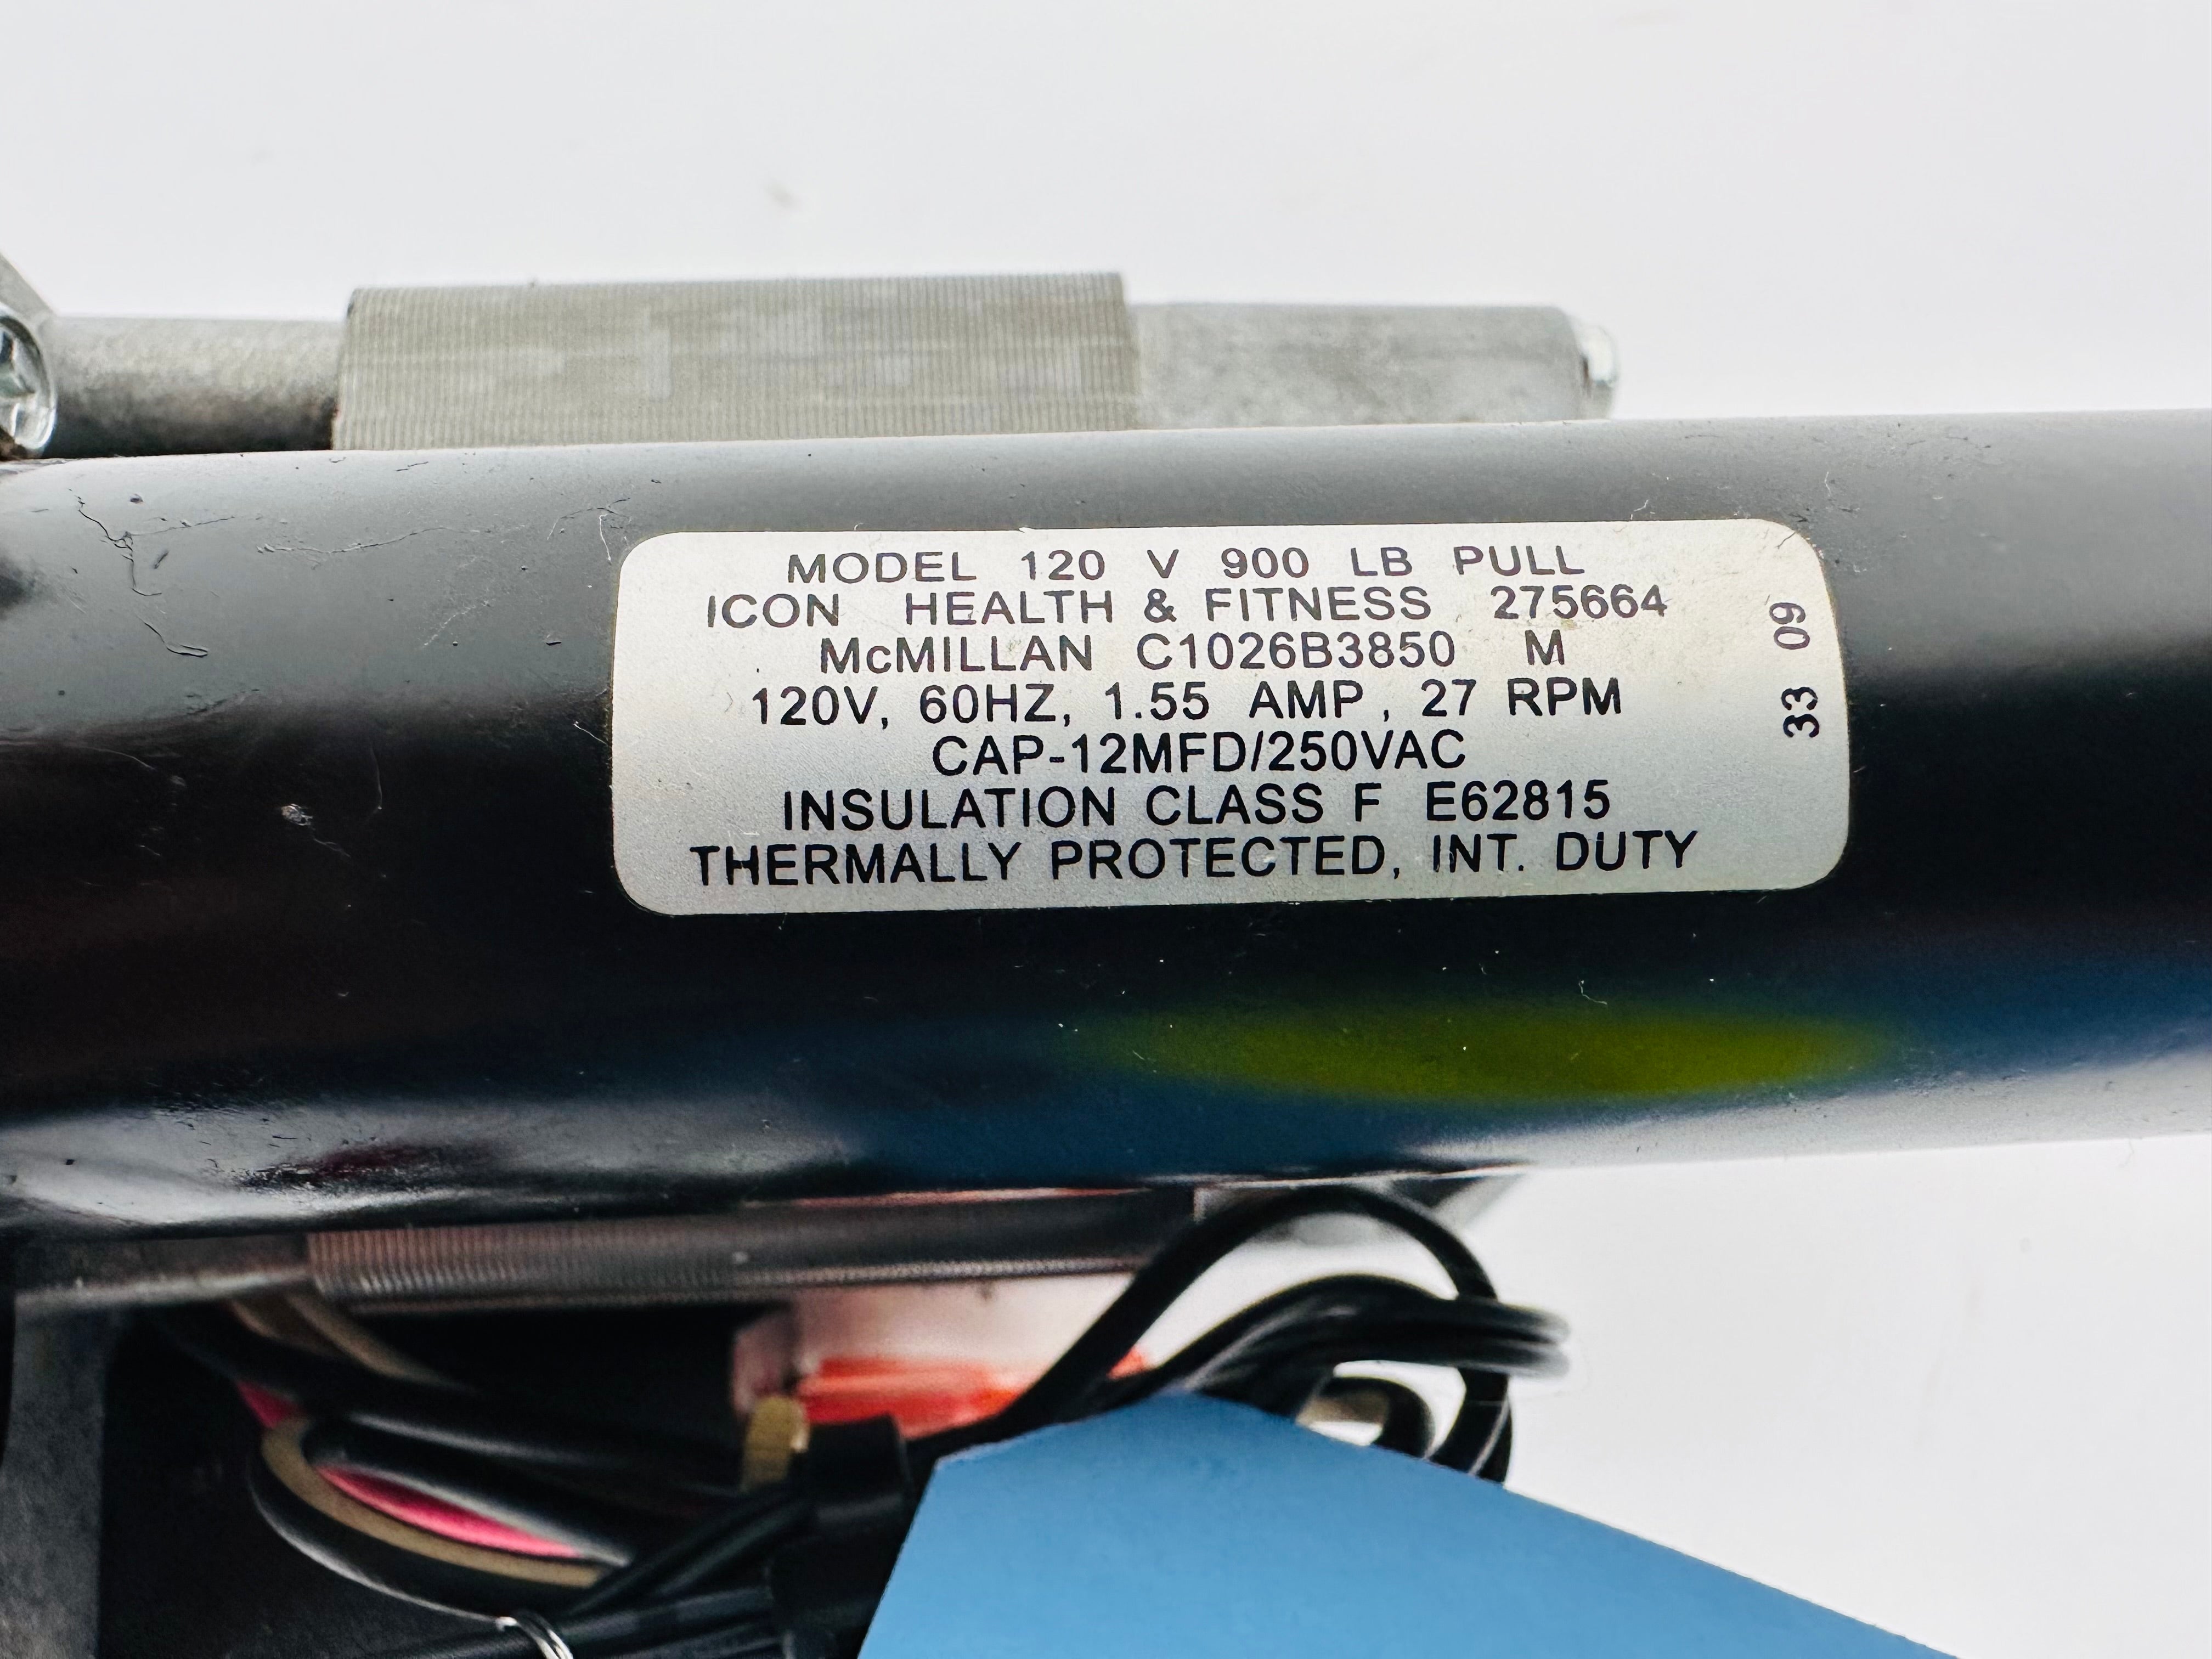 MODEL 120 V 900 LB PULL
ICON HEALTH & FITNESS 275664
McMILLAN C1026B3850 M
120V, 60HZ, 1.55 AMP, 27 RPM
CAP-12MFD/250VAC
INSULATION CLASS F E62815
THERMALLY PROTECTED, INT. DUTY
33 09